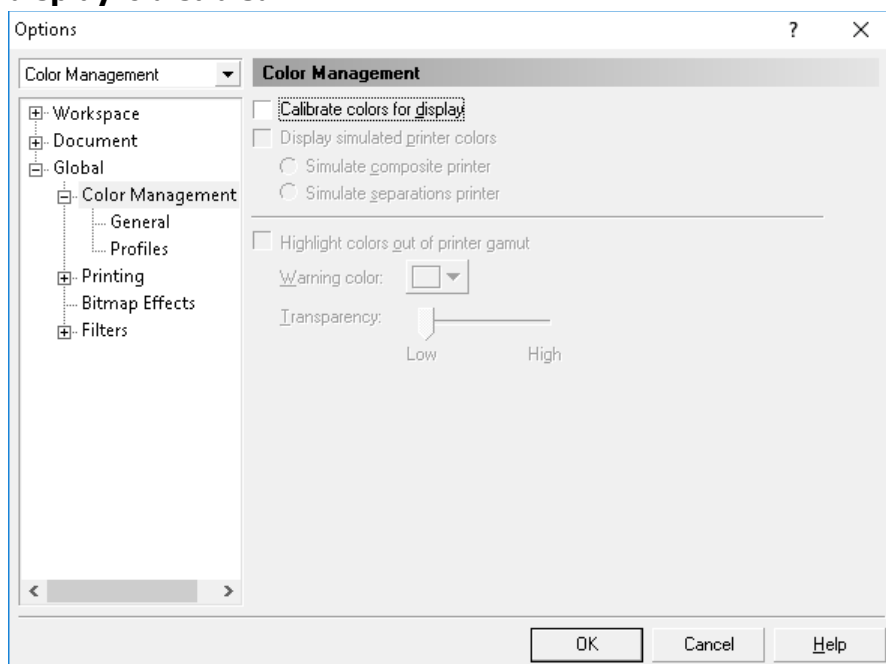 Options
?
Color Management
Color Management
Workspace
Document
Global
Color Management
General
Profiles
Printing
Bitmap Effects
Filters
Calibrate colors for display
Display simulated printer colors
Simulate composite printer
Simulate separations printer
Highlight colors out of printer gamut
Warning color:
Transparency:
Low High
OK Cancel Help